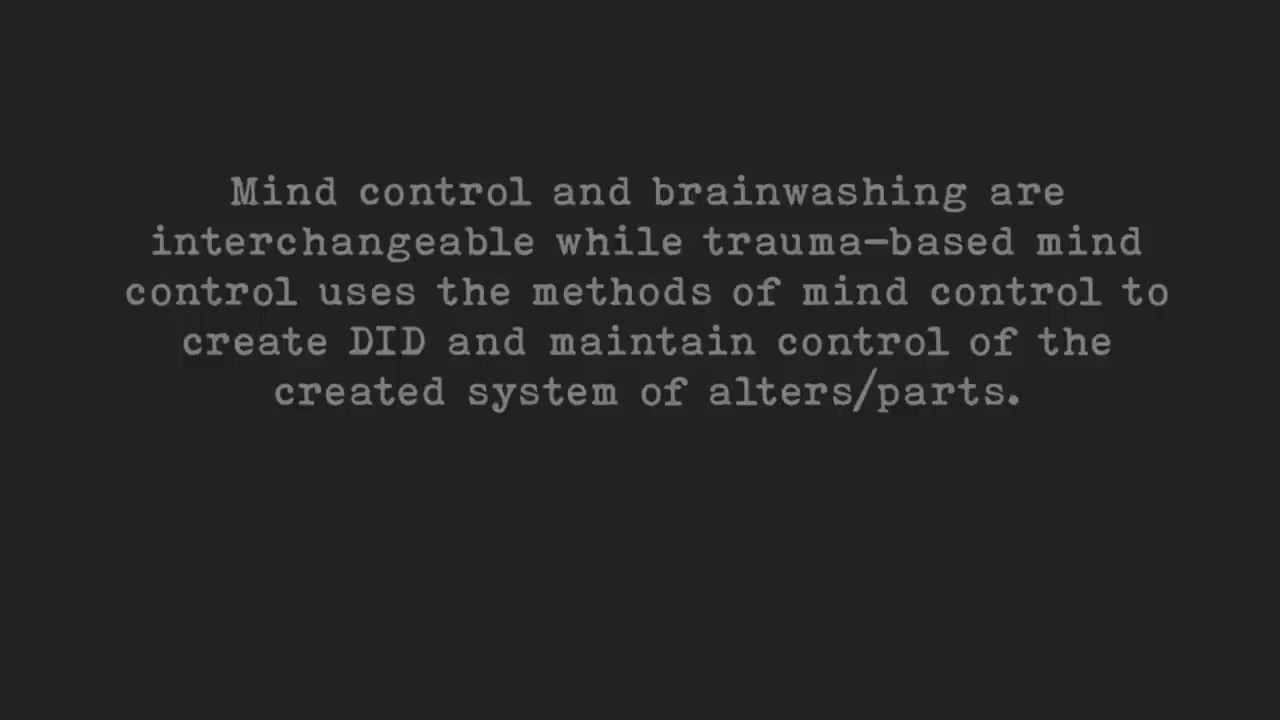 Mind control and brainwashing are
interchangeable while trauma-based mind
control uses the methods of mind control to
create DID and maintain control of the
created system of alters/parts.